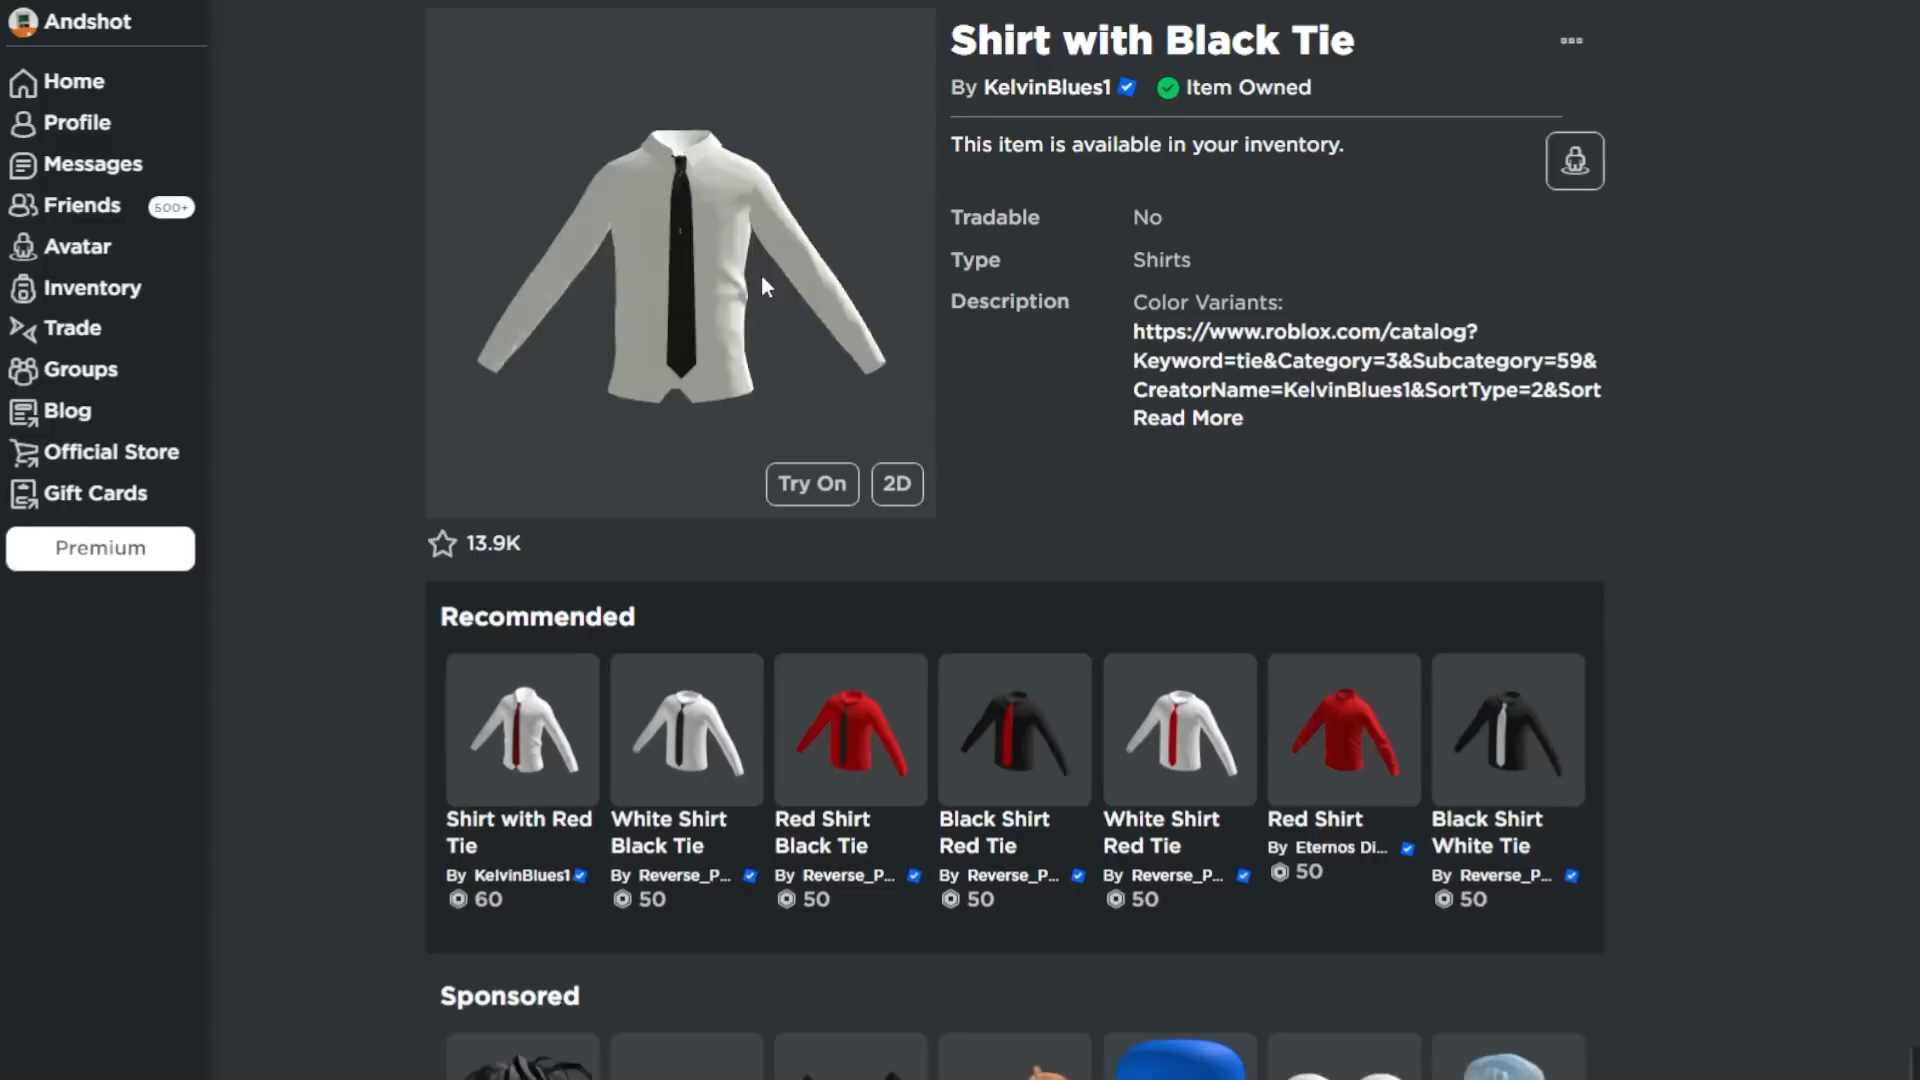 Andshot
Home
Profile
Messages
Friends 500+
Avatar
Inventory
Trade
Groups
Blog
Official Store
Gift Cards
Premium
Try On 2D
13.9K
Shirt with Black Tie
By KelvinBlues1 Item Owned
This item is available in your inventory.
Tradable No
Type Shirts
Description Color Variants:
https://www.roblox.com/catalog?
Keyword=tie&Category=3&Subcategory=59&
CreatorName=KelvinBlues1&SortType=2&Sort
Read More
Recommended
Shirt with Red
Tie
By KelvinBlues1
60
White Shirt
Black Tie
By Reverse_P...
50
Red Shirt
Black Tie
By Reverse_P...
50
Black Shirt
Red Tie
By Reverse_P...
50
White Shirt
Red Tie
By Reverse_P...
50
Red Shirt
By Eternos Di...
50
Black Shirt
White Tie
By Reverse_P...
50
Sponsored